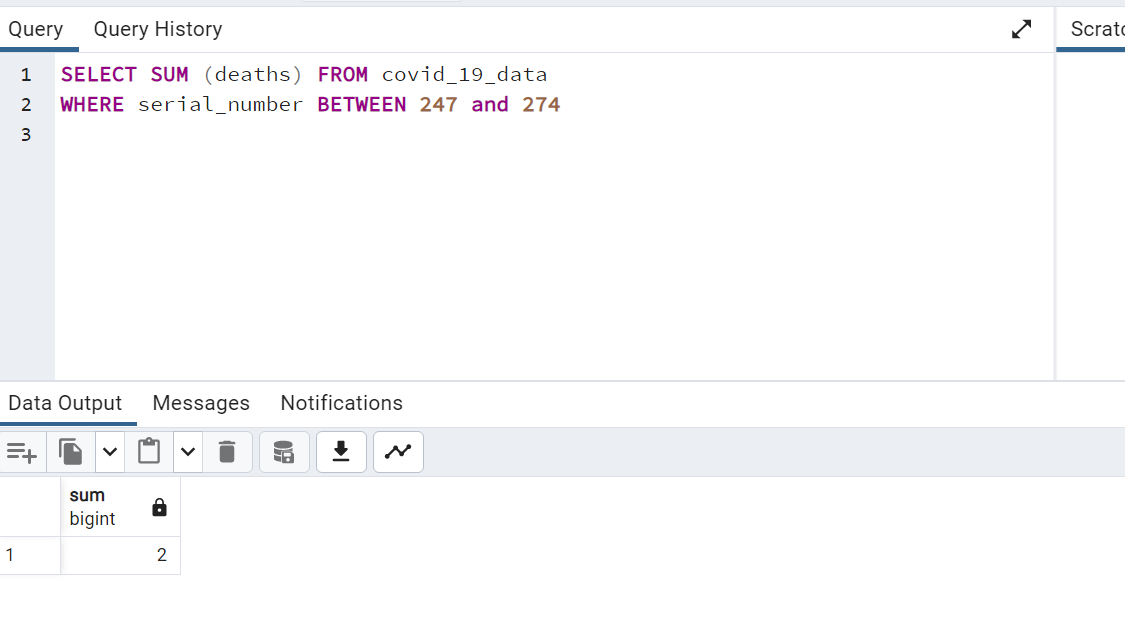 Query Query History
1 SELECT SUM (deaths) FROM covid_19_data
2 WHERE serial_number BETWEEN 247 and 274
3
Data Output Messages Notifications
sum
bigint
1 2